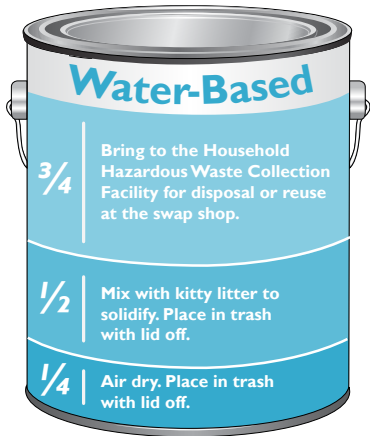 Water-Based
3/4
Bring to the Household
Hazardous Waste Collection
Facility for disposal or reuse
at the swap shop.
1/2
Mix with kitty litter to
solidify. Place in trash
with lid off.
1/4
Air dry. Place in trash
with lid off.